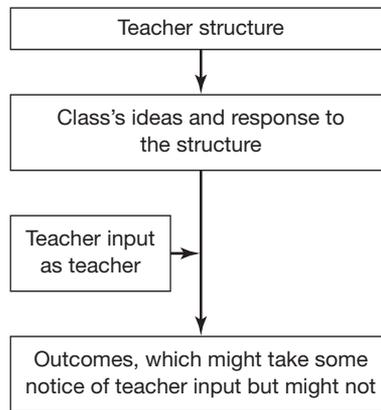 Teacher structure
Class's ideas and response to
the structure
Teacher input
as teacher
Outcomes, which might take some
notice of teacher input but might not